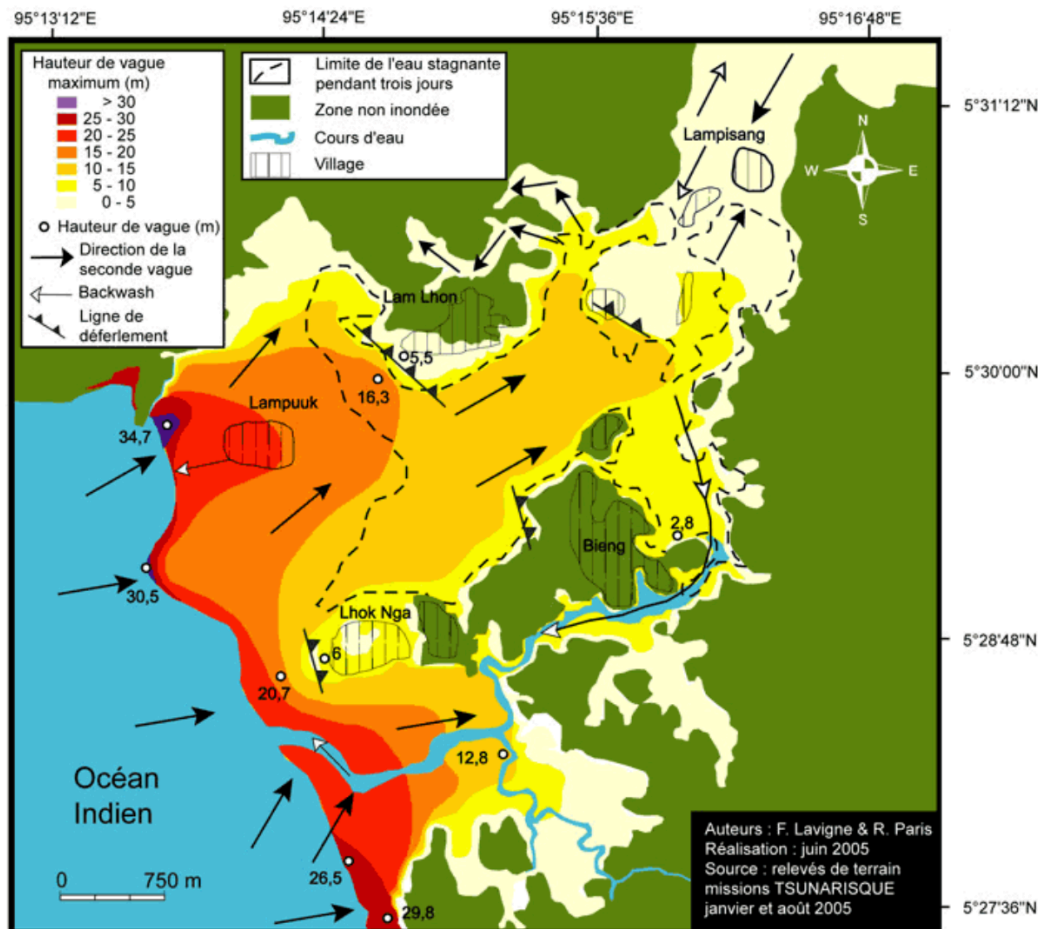 95°13'12"E
95°14'24"E
95°15'36"E
95°16'48"E
Hauteur de vague
maximum (m)
> 30
25 - 30
20 - 25
15 - 20
10 - 15
5 - 10
0 - 5
Hauteur de vague (m)
Direction de la
seconde vague
Backwash
Ligne de
déferlement
Limite de l'eau stagnante
pendant trois jours
Zone non inondée
Cours d'eau
Village
Lampisang
N
W
E
S
5°31'12"N
Lam Lhon
5,5
5°30'00"N
16,3
Lampuuk
34,7
2,8
Bieng
30,5
Lhok Nga
5°28'48"N
6
20,7
12,8
Océan
Indien
26,5
29,8
0
750 m
Auteurs : F. Lavigne & R. Paris
Réalisation : juin 2005
Source : relevés de terrain
missions TSUNARISQUE
janvier et août 2005
5°27'36"N